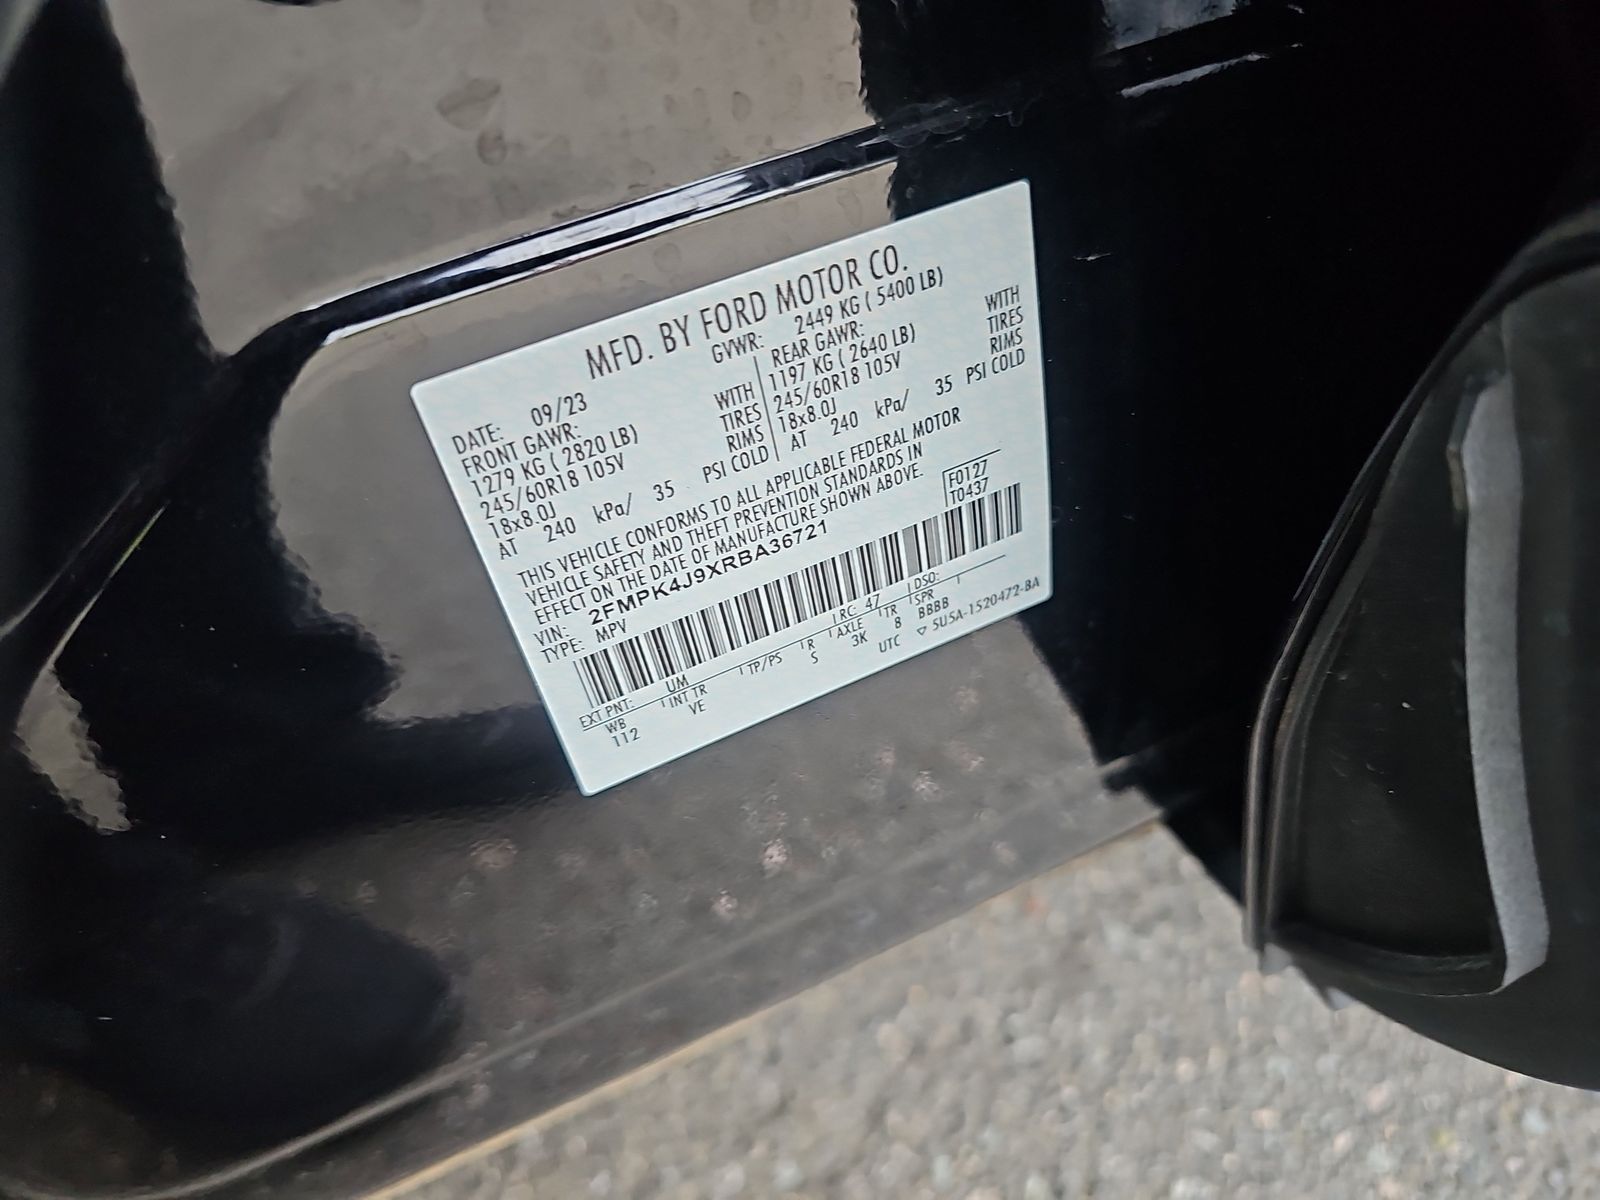 MFD. BY FORD MOTOR CO.
DATE: 09/23 GVWR: 2449 KG ( 5400 LB)
FRONT GAWR: REAR GAWR:
1279 KG ( 2820 LB) WITH 1197 KG ( 2640 LB) WITH
245/60R18 105V TIRES 245/60R18 105V TIRES
18x8.0J RIMS 18x8.0J RIMS
AT 240 kPa/ 35 PSI COLD AT 240 kPa/ 35 PSI COLD
THIS VEHICLE CONFORMS TO ALL APPLICABLE FEDERAL MOTOR
VEHICLE SAFETY AND THEFT PREVENTION STANDARDS IN
EFFECT ON THE DATE OF MANUFACTURE SHOWN ABOVE.
VIN: 2FMPK4J9XRBA36721 F0127
TYPE: MPV T0437
EXT PNT: UM RC: 47 DSO:
WB INT TR TP/PS R AXLE TR SPR
112 VE S 3K 8 BBBB
UTC ▽ 5U5A-1520472-BA